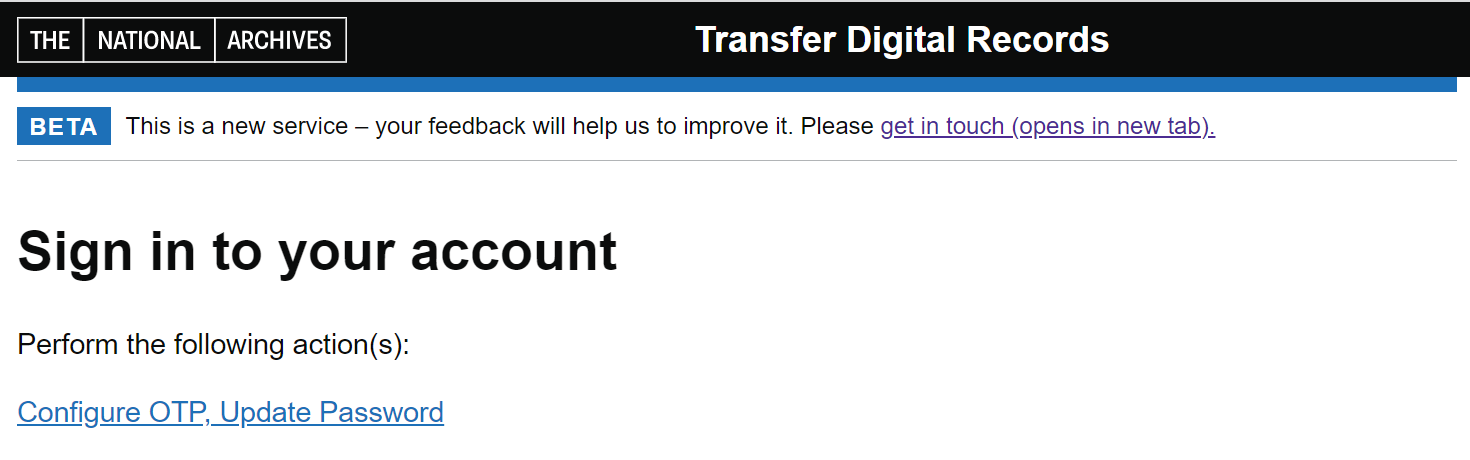 THE NATIONAL ARCHIVES
Transfer Digital Records
BETA This is a new service – your feedback will help us to improve it. Please get in touch (opens in new tab).
Sign in to your account
Perform the following action(s):
Configure OTP, Update Password